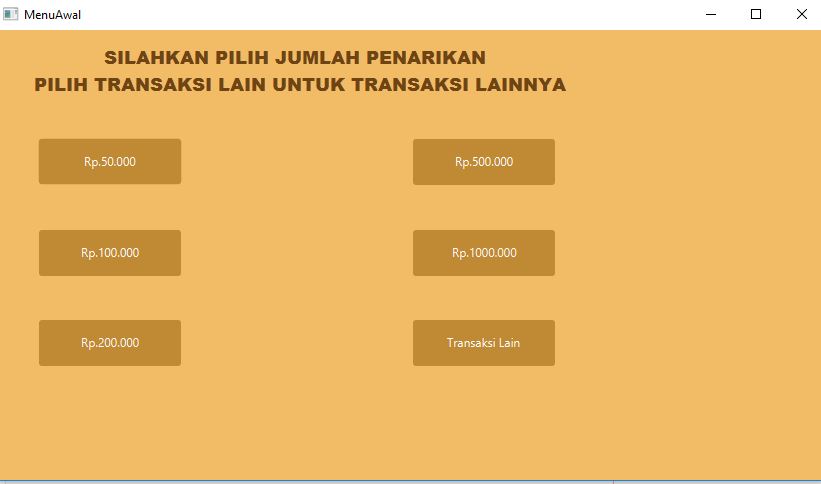 MenuAwal
SILAHKAN PILIH JUMLAH PENARIKAN
PILIH TRANSAKSI LAIN UNTUK TRANSAKSI LAINNYA
Rp.50.000
Rp.500.000
Rp.100.000
Rp.1000.000
Rp.200.000
Transaksi Lain